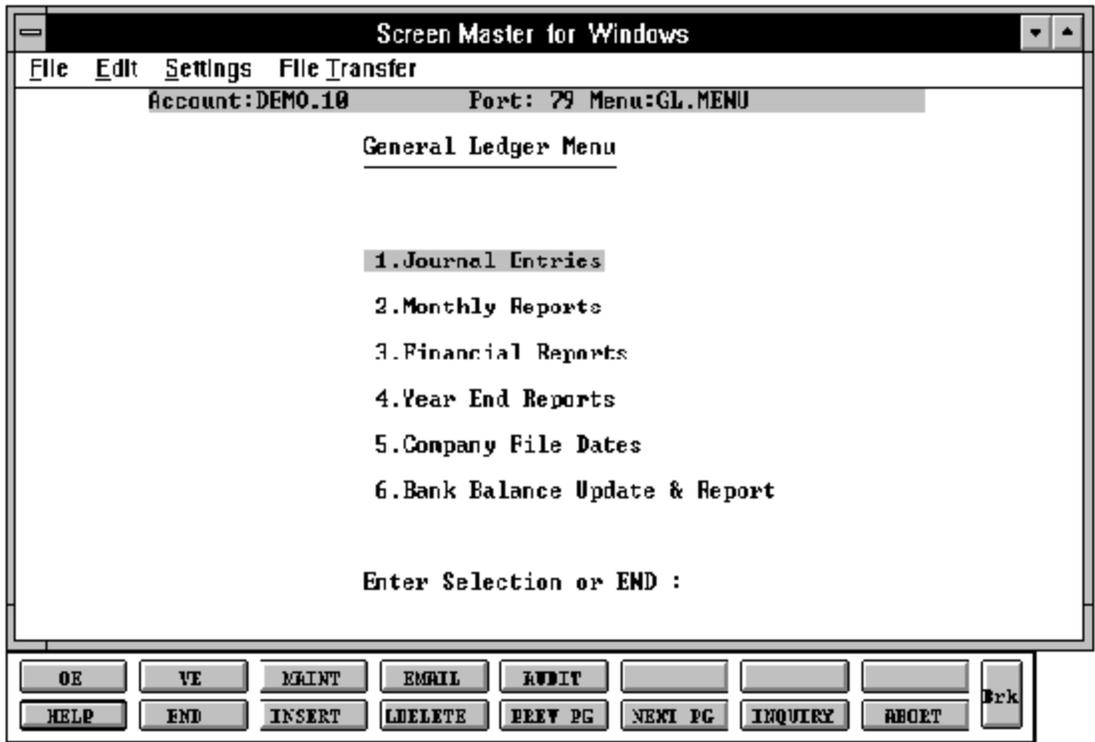 Screen Master for Windows
File Edit Settings File Transfer
Account:DEMO.10 Port: 79 Menu:GL.MENU
General Ledger Menu
1.Journal Entries
2.Monthly Reports
3.Financial Reports
4.Year End Reports
5.Company File Dates
6.Bank Balance Update & Report
Enter Selection or END :
OE VE MAINT EMAIL AUDIT
Brk
HELP END INSERT LDELETE PREV PG NEXT PG INQUIRY ABORT